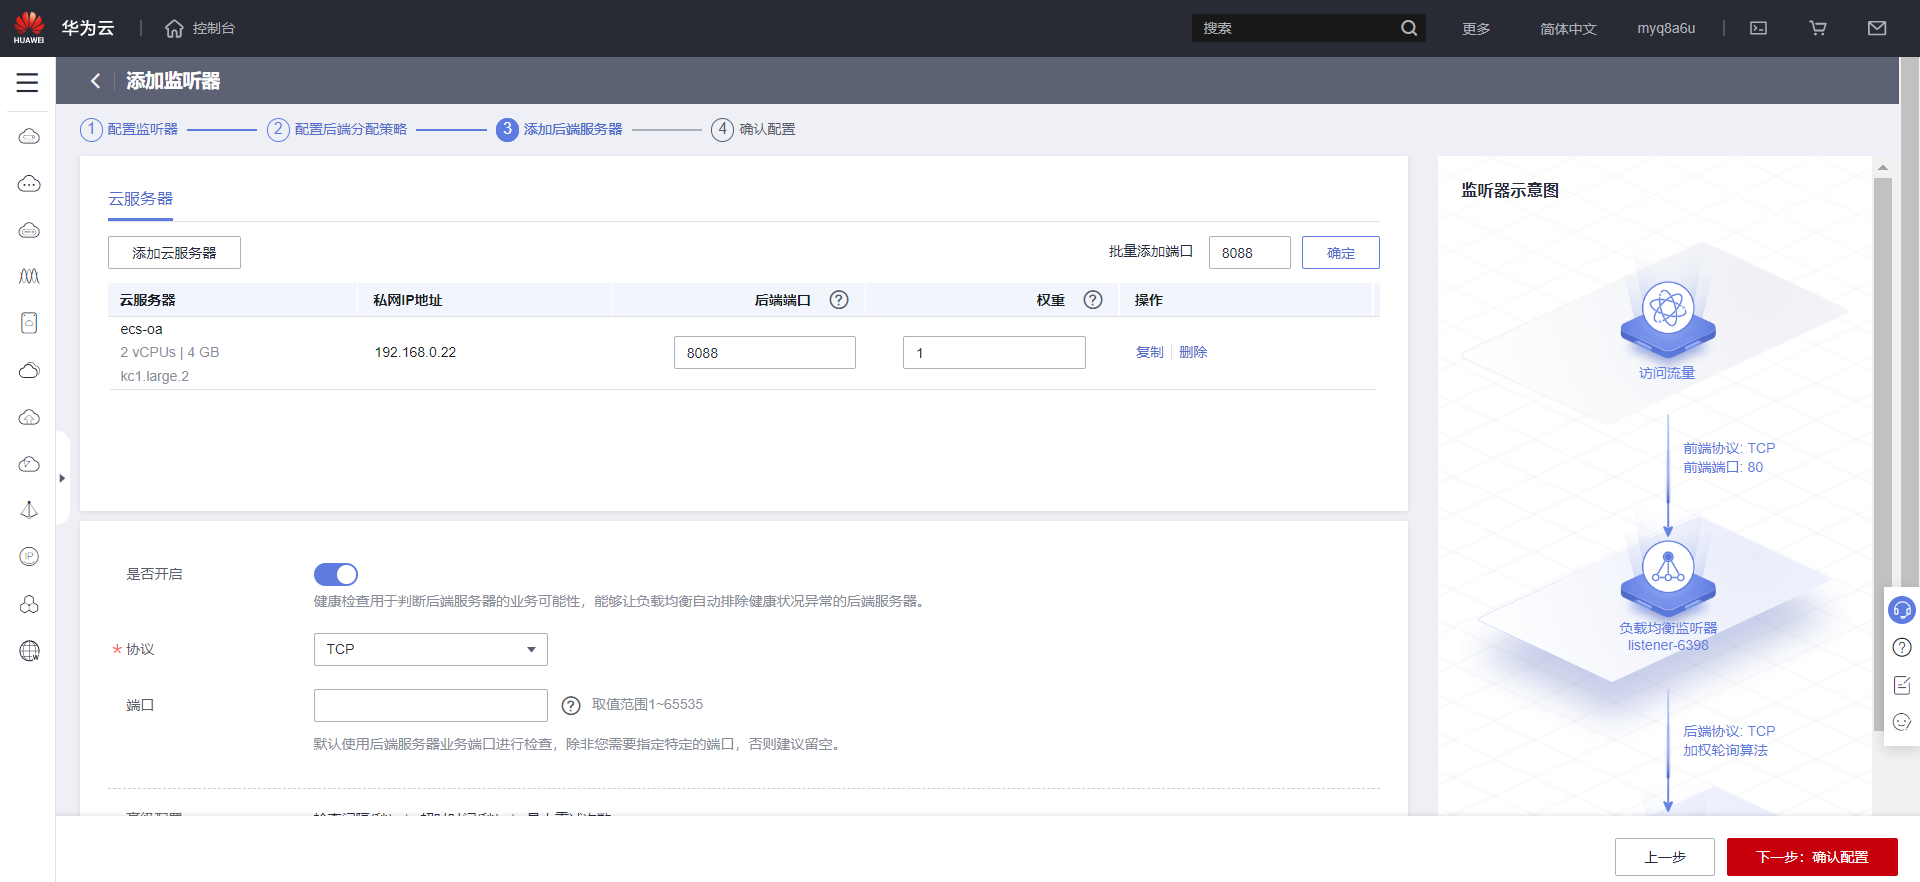 HUAWEI
华为云
控制台
搜索
更多
简体中文
myq8a6u
添加监听器
1 配置监听器
2 配置后端分配策略
3 添加后端服务器
4 确认配置
云服务器
添加云服务器
批量添加端口
8088
确定
云服务器 私网IP地址 后端端口 权重 操作
ecs-oa
2 vCPUs | 4 GB
kc1.large.2
192.168.0.22
8088
1
复制
删除
是否开启
健康检查用于判断后端服务器的业务可能性，能够让负载均衡自动排除健康状况异常的后端服务器。
* 协议
TCP
端口
取值范围1~65535
默认使用后端服务器业务端口进行检查，除非您需要指定特定的端口，否则建议留空。
监听器示意图
访问流量
前端协议: TCP
前端端口: 80
负载均衡监听器
listener-6398
后端协议: TCP
加权轮询算法
上一步
下一步：确认配置